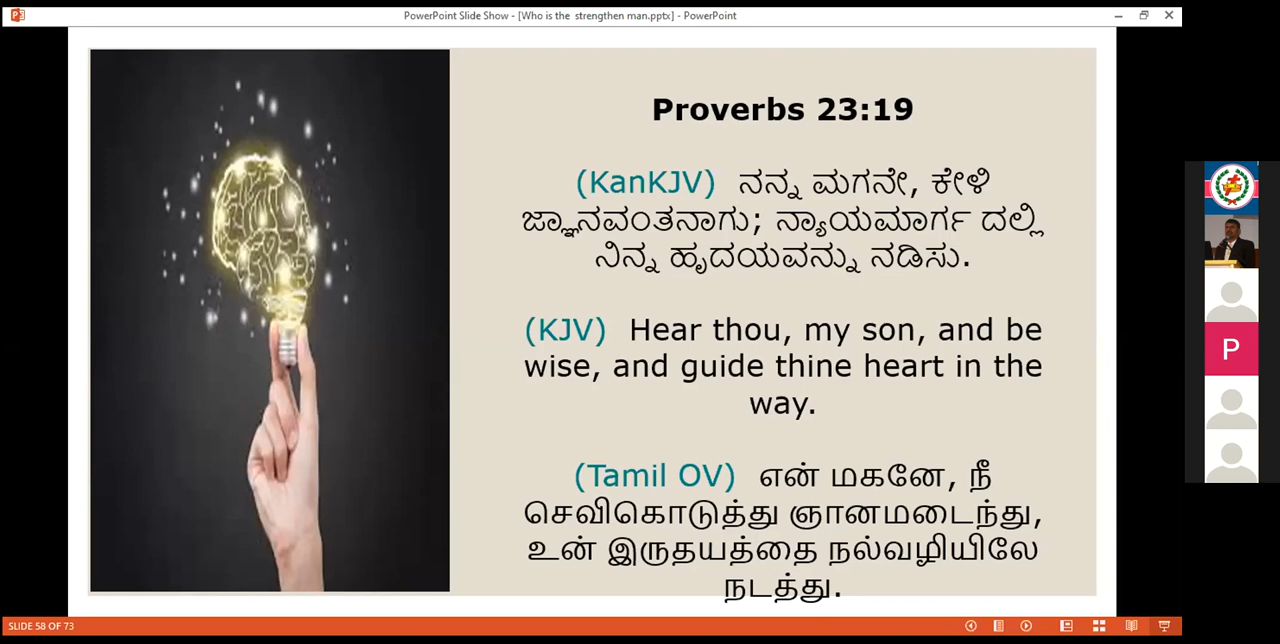 PowerPoint Slide Show - [Who is the  strengthen man.pptx] - PowerPoint
Proverbs 23:19
(KanKJV) ನನ್ನ ಮಗನೇ, ಕೇಳಿ
ಜ್ಞಾನವಂತನಾಗು; ನ್ಯಾಯಮಾರ್ಗ ದಲ್ಲಿ
ನಿನ್ನ ಹೃದಯವನ್ನು ನಡಿಸು.
(KJV) Hear thou, my son, and be
wise, and guide thine heart in the
way.
(Tamil OV) என் மகனே, நீ
செவிகொடுத்து ஞானமடைந்து,
உன் இருதயத்தை நல்வழியிலே
நடத்து.
P
SLIDE 58 OF 73